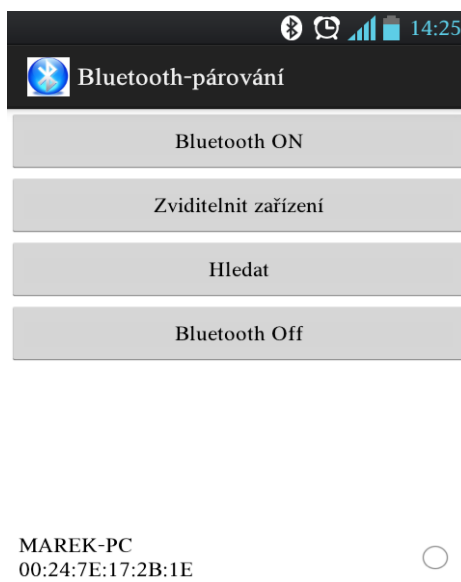 14:25
Bluetooth-párování
Bluetooth ON
Zviditelnit zařízení
Hledat
Bluetooth Off
MAREK-PC
00:24:7E:17:2B:1E